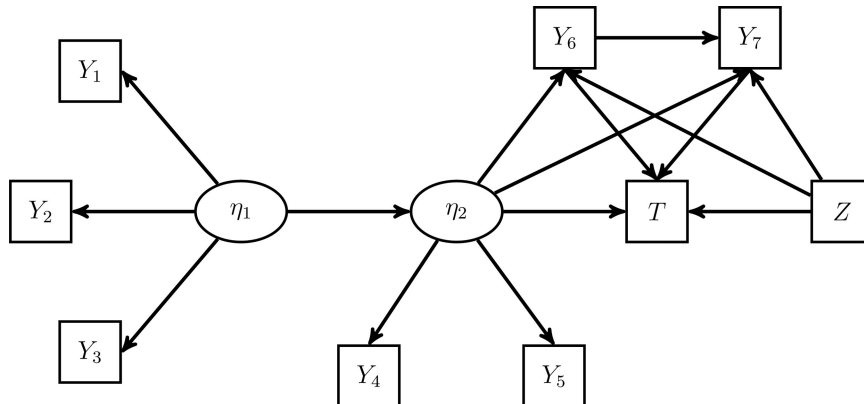 Y₆
Y₇
Y₁
Y₂
η₁
η₂
T
Z
Y₃
Y₄
Y₅